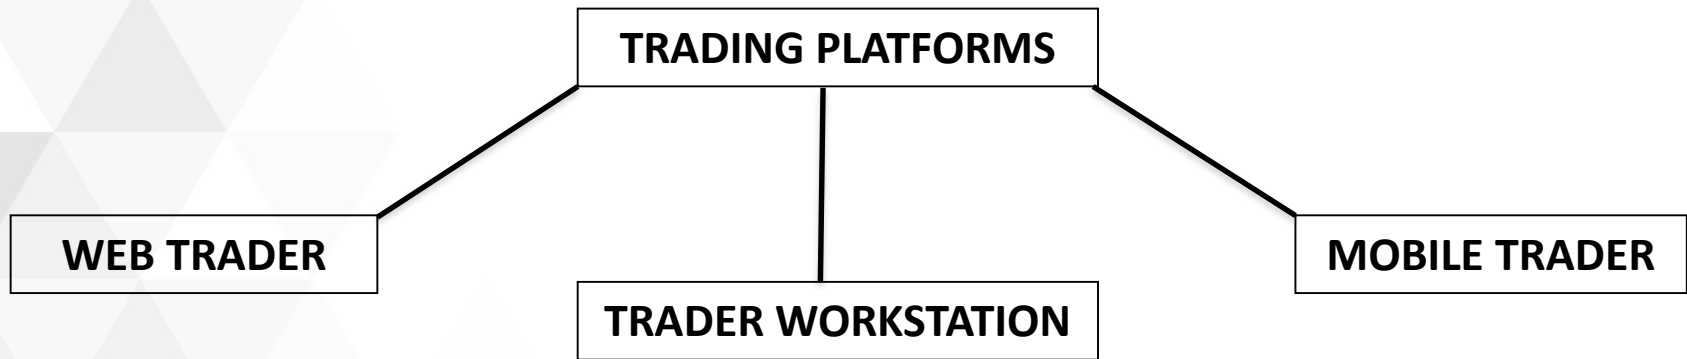 TRADING PLATFORMS
WEB TRADER
MOBILE TRADER
TRADER WORKSTATION